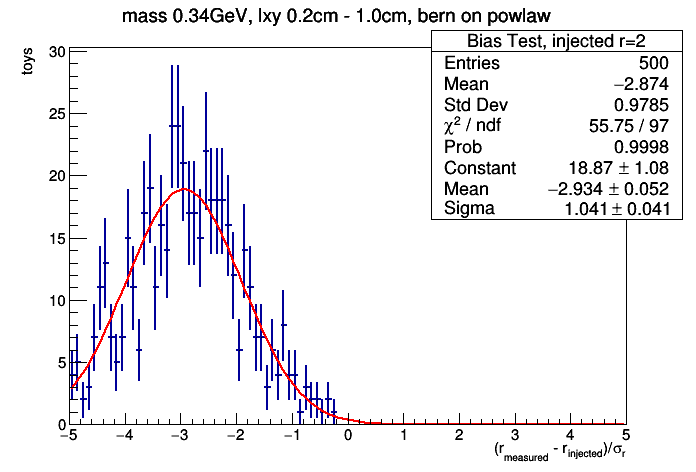 mass 0.34GeV, lxy 0.2cm - 1.0cm, bern on powlaw
Bias Test, injected r=2
Entries 500
Mean −2.874
Std Dev 0.9785
χ² / ndf 55.75 / 97
Prob 0.9998
Constant 18.87 ± 1.08
Mean −2.934 ± 0.052
Sigma 1.041 ± 0.041
toys
30
25
20
15
10
5
0
−5 −4 −3 −2 −1 0 1 2 3 4 5
(r_measured - r_injected)/σ_r